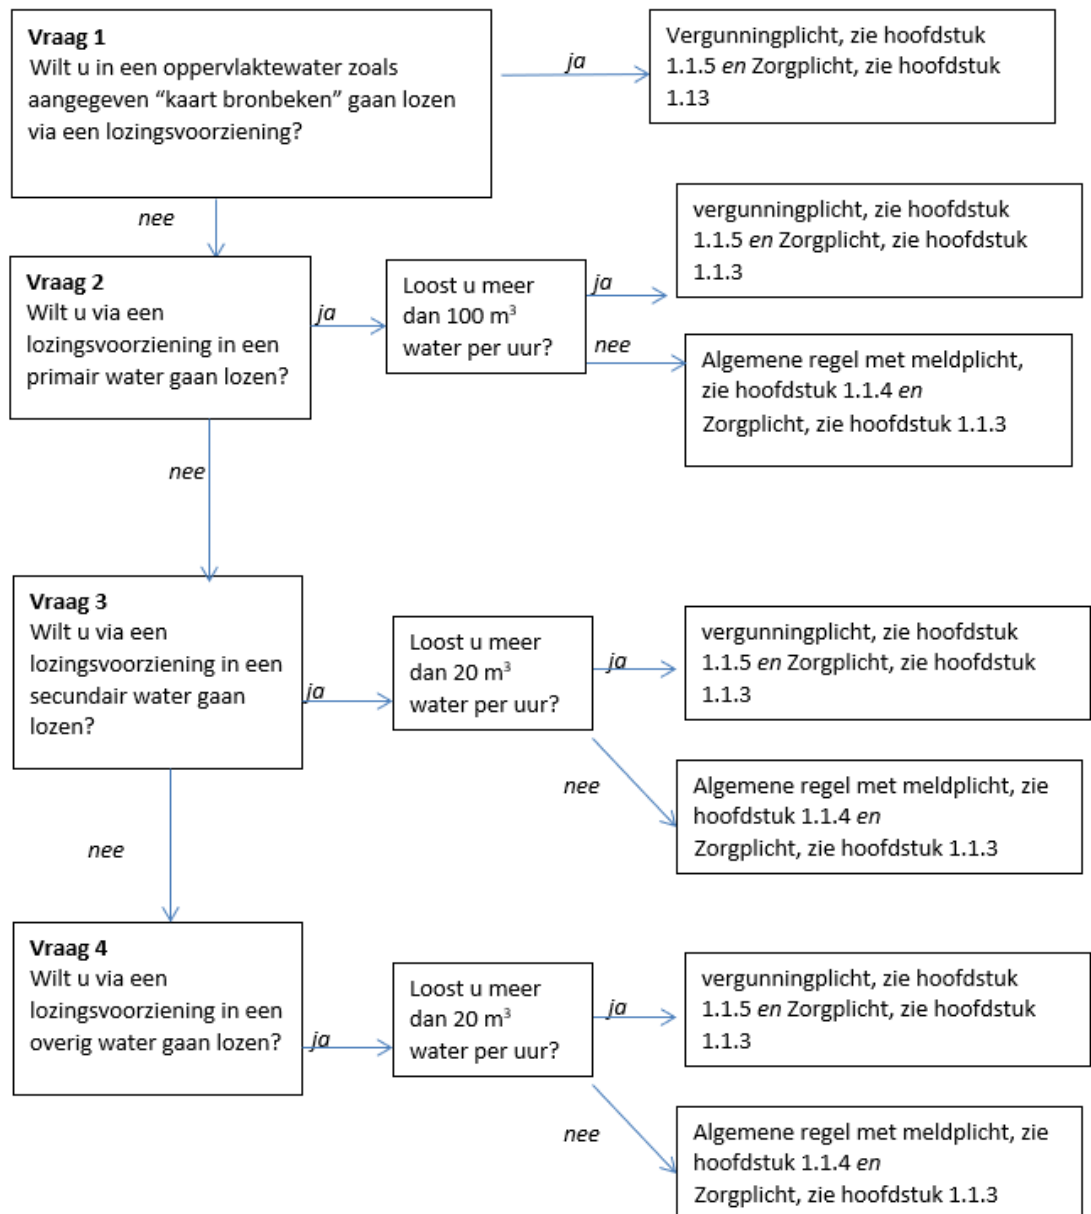 Vraag 1
Wilt u in een oppervlaktewater zoals
aangegeven “kaart bronbeken” gaan lozen
via een lozingsvoorziening?
ja
Vergunningplicht, zie hoofdstuk
1.1.5 en Zorgplicht, zie hoofdstuk
1.13
nee
Vraag 2
Wilt u via een
lozingsvoorziening in een
primair water gaan lozen?
ja
Loost u meer
dan 100 m³
water per uur?
ja
vergunningplicht, zie hoofdstuk
1.1.5 en Zorgplicht, zie hoofdstuk
1.1.3
nee
Algemene regel met meldplicht,
zie hoofdstuk 1.1.4 en
Zorgplicht, zie hoofdstuk 1.1.3
nee
Vraag 3
Wilt u via een
lozingsvoorziening in een
secundair water gaan
lozen?
ja
Loost u meer
dan 20 m³
water per uur?
ja
vergunningplicht, zie hoofdstuk
1.1.5 en Zorgplicht, zie hoofdstuk
1.1.3
nee
Algemene regel met meldplicht, zie
hoofdstuk 1.1.4 en
Zorgplicht, zie hoofdstuk 1.1.3
nee
Vraag 4
Wilt u via een
lozingsvoorziening in een
overig water gaan lozen?
ja
Loost u meer
dan 20 m³
water per uur?
ja
vergunningplicht, zie hoofdstuk
1.1.5 en Zorgplicht, zie hoofdstuk
1.1.3
nee
Algemene regel met meldplicht, zie
hoofdstuk 1.1.4 en
Zorgplicht, zie hoofdstuk 1.1.3